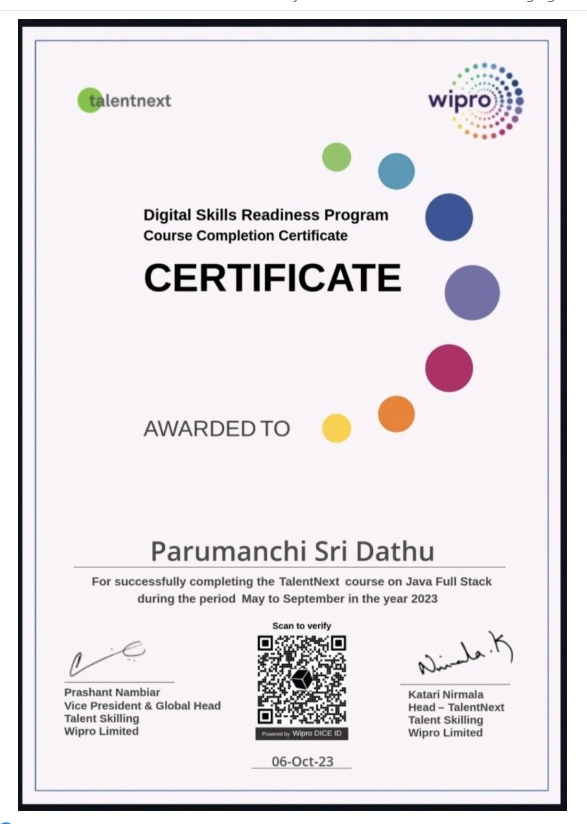 talentnext
wipro
Digital Skills Readiness Program
Course Completion Certificate
CERTIFICATE
AWARDED TO
Parumanchi Sri Dathu
For successfully completing the TalentNext course on Java Full Stack
during the period May to September in the year 2023
Scan to verify
Nirmala.K
Prashant Nambiar
Vice President & Global Head
Talent Skilling
Wipro Limited
Powered by Wipro DICE ID
Katari Nirmala
Head – TalentNext
Talent Skilling
Wipro Limited
06-Oct-23